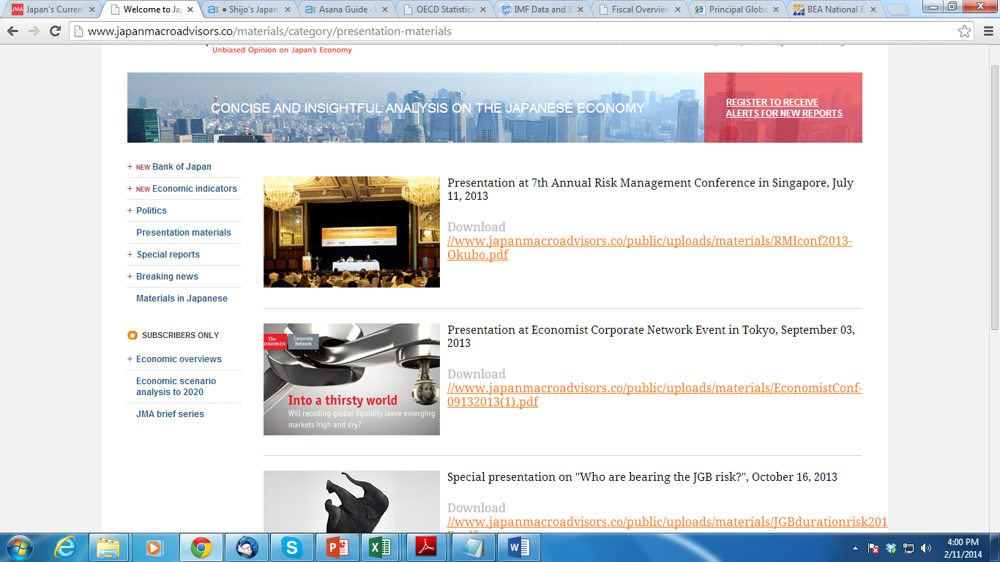 Japan's Curren
Welcome to Jap
● Shijo's Japan
Asana Guide -
OECD Statistics
IMF Data and S
Fiscal Overview
Principal Globa
BEA National E
www.japanmacroadvisors.co/materials/category/presentation-materials
Unbiased Opinion on Japan's Economy
CONCISE AND INSIGHTFUL ANALYSIS ON THE JAPANESE ECONOMY
REGISTER TO RECEIVE
ALERTS FOR NEW REPORTS
+ NEW Bank of Japan
+ NEW Economic indicators
+ Politics
Presentation materials
+ Special reports
+ Breaking news
Materials in Japanese
SUBSCRIBERS ONLY
+ Economic overviews
Economic scenario
analysis to 2020
JMA brief series
Presentation at 7th Annual Risk Management Conference in Singapore, July
11, 2013
Download
//www.japanmacroadvisors.co/public/uploads/materials/RMIconf2013-
Okubo.pdf
The
conomist
Corporate
Network
Into a thirsty world
Will receding global liquidity leave emerging
markets high and dry?
Presentation at Economist Corporate Network Event in Tokyo, September 03,
2013
Download
//www.japanmacroadvisors.co/public/uploads/materials/EconomistConf-
09132013(1).pdf
Special presentation on "Who are bearing the JGB risk?", October 16, 2013
Download
//www.japanmacroadvisors.co/public/uploads/materials/JGBdurationrisk201
4:00 PM
2/11/2014